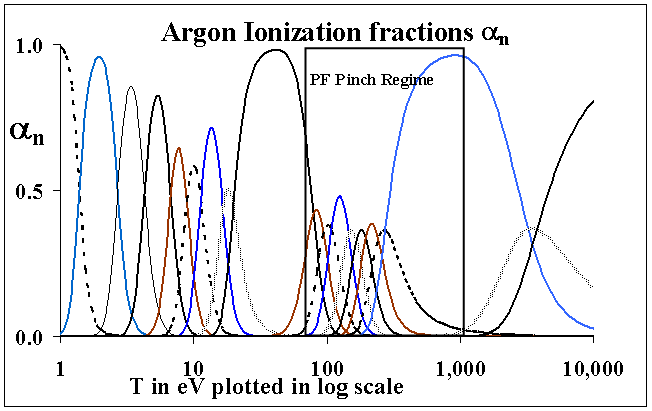 Argon Ionization fractions αn
1.0
PF Pinch Regime
αn
0.5
0.0
1 10 100 1,000 10,000
T in eV plotted in log scale